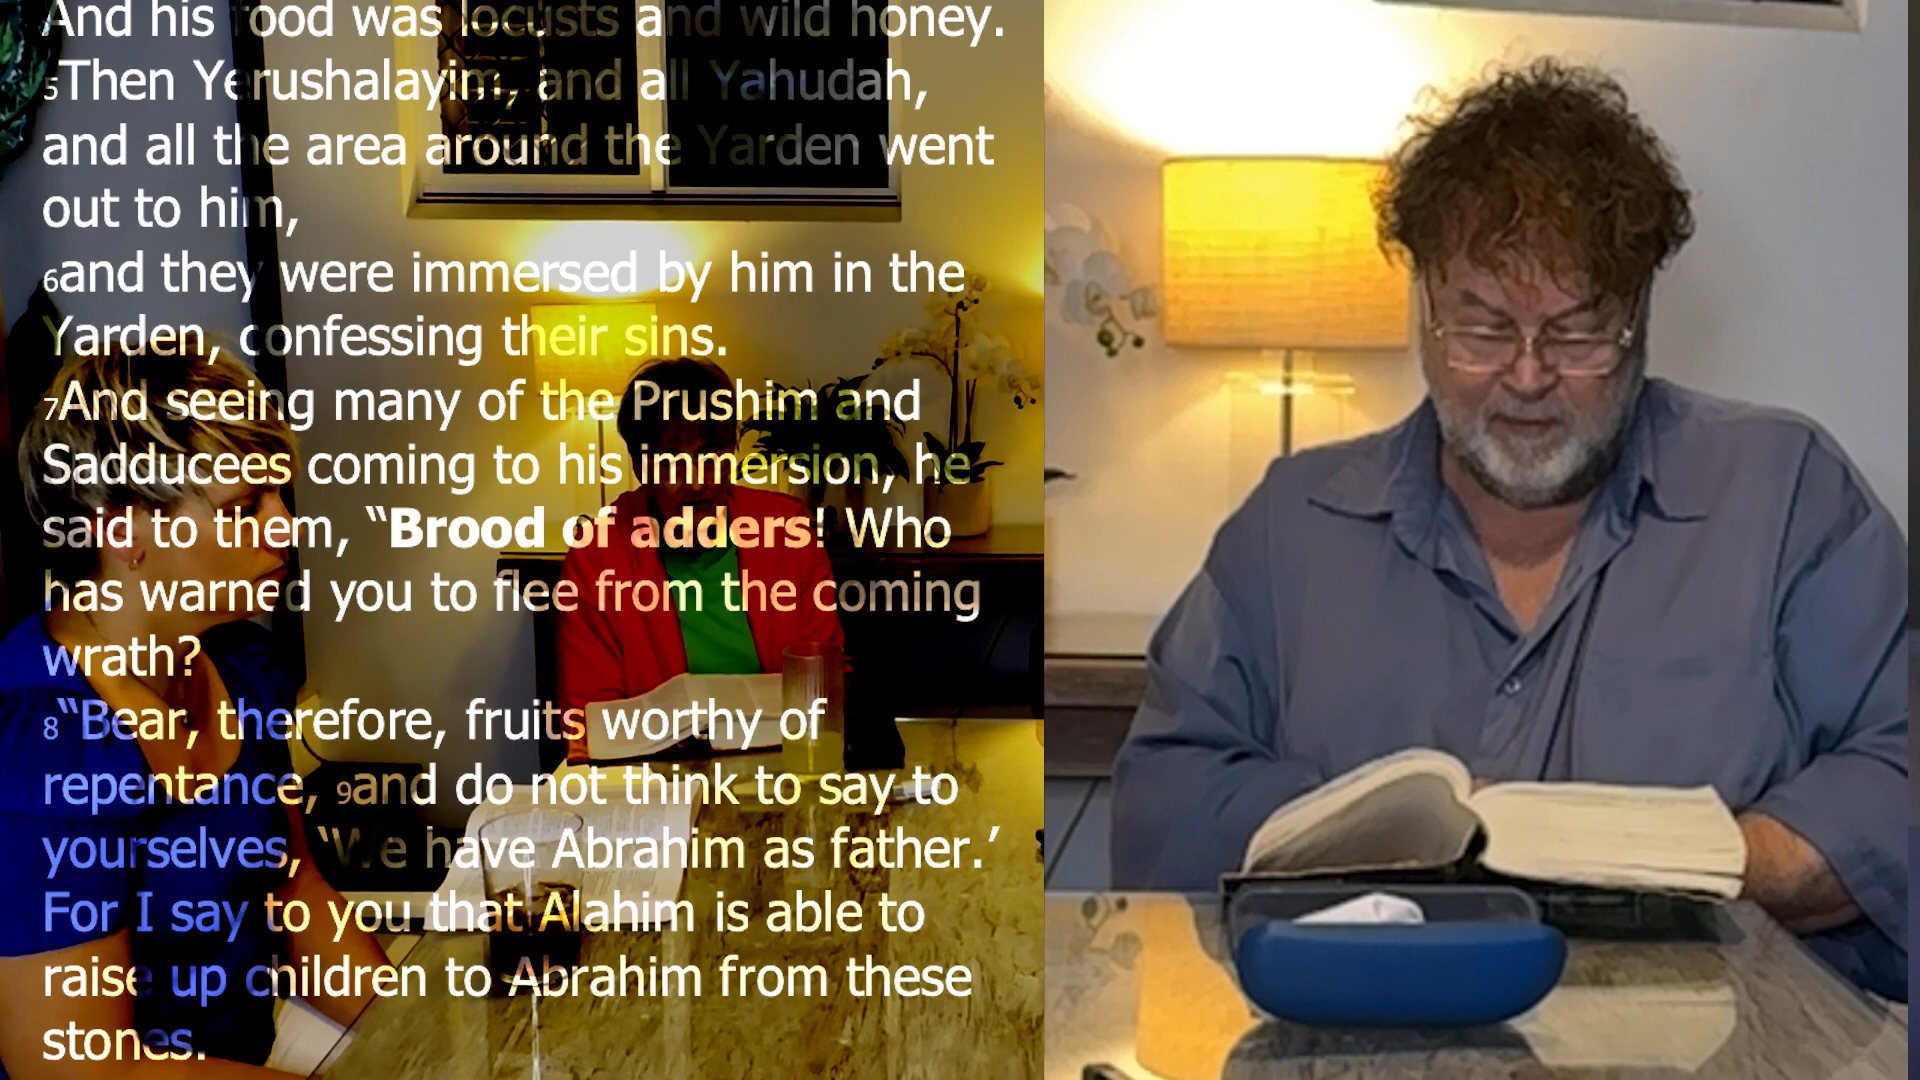 And his food was locusts and wild honey.
5Then Yerushalayim, and all Yahudah,
and all the area around the Yarden went
out to him,
6and they were immersed by him in the
Yarden, confessing their sins.
7And seeing many of the Prushim and
Sadducees coming to his immersion, he
said to them, “Brood of adders! Who
has warned you to flee from the coming
wrath?
8“Bear, therefore, fruits worthy of
repentance, 9and do not think to say to
yourselves, ‘We have Abrahim as father.’
For I say to you that Alahim is able to
raise up children to Abrahim from these
stones.